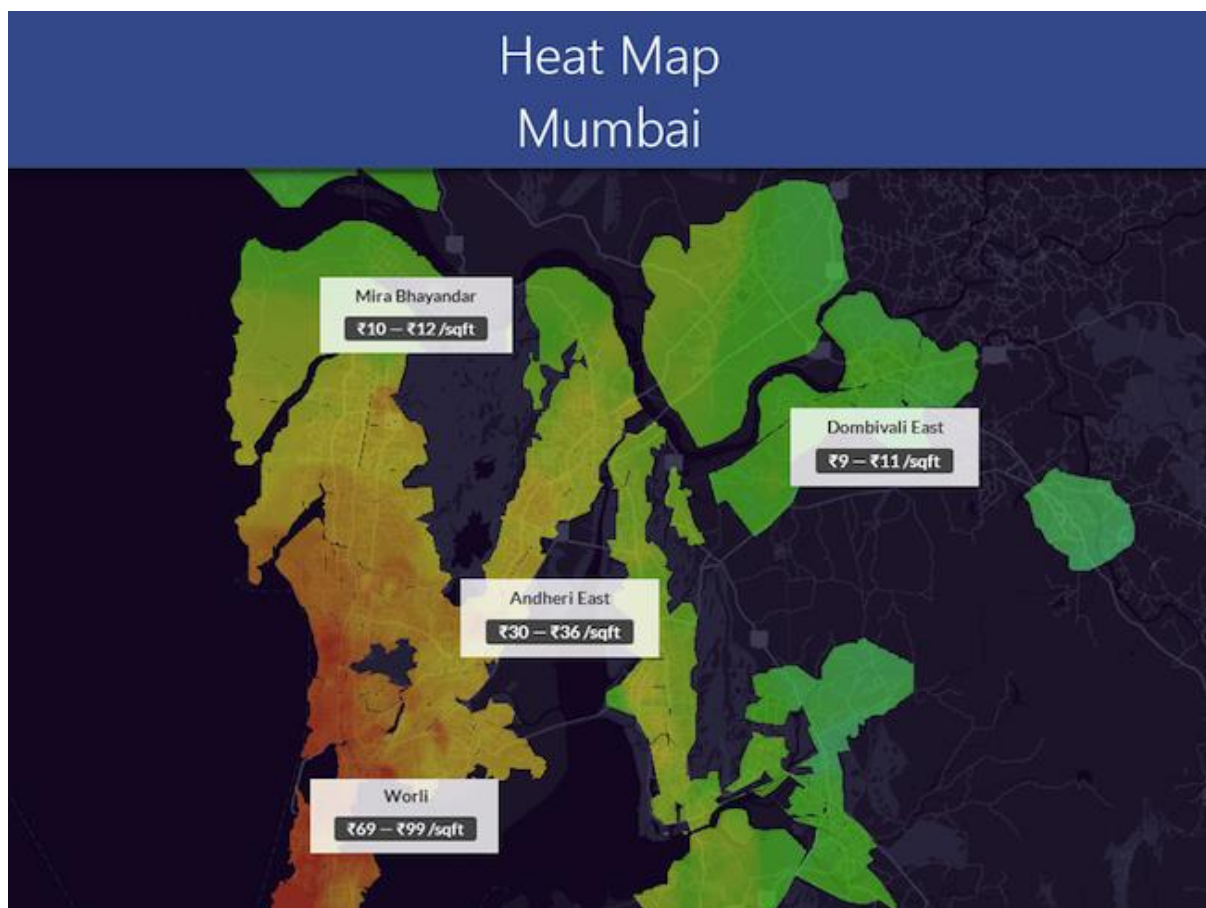 Heat Map
Mumbai
Mira Bhayandar
₹10 — ₹12 /sqft
Dombivali East
₹9 — ₹11 /sqft
Andheri East
₹30 — ₹36 /sqft
Worli
₹69 — ₹99 /sqft